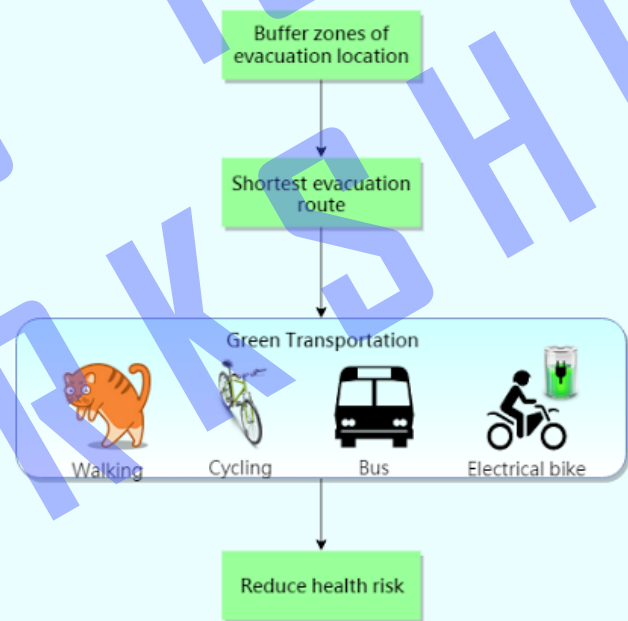 Buffer zones of
evacuation location
Shortest evacuation
route
Green Transportation
Walking
Cycling
Bus
Electrical bike
Reduce health risk